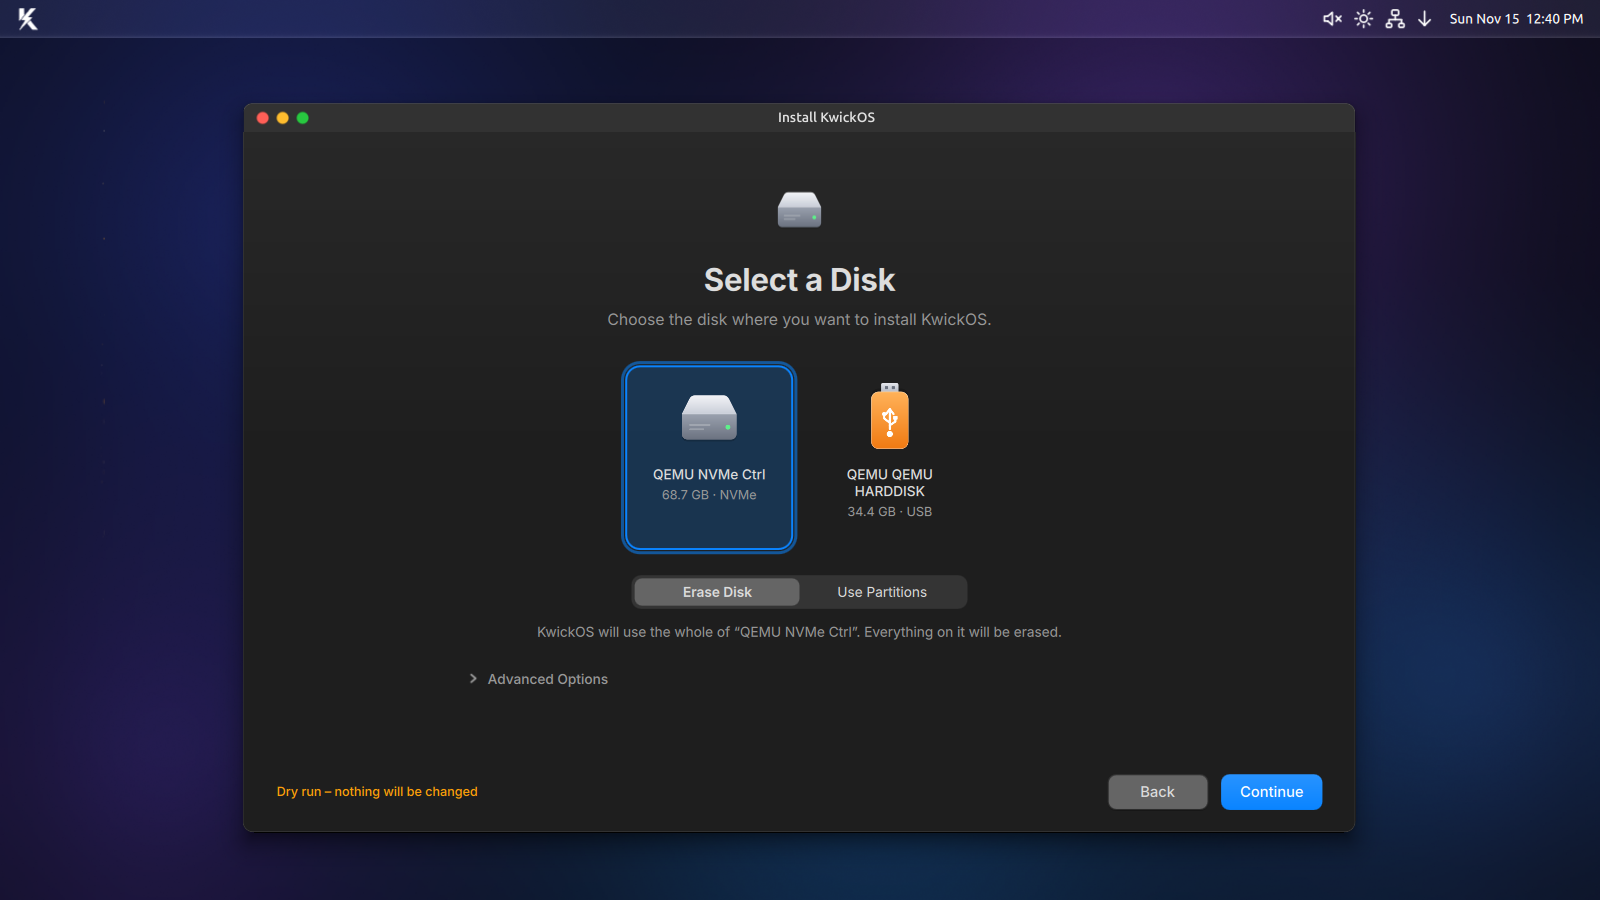 Sun Nov 15 12:40 PM
Install KwickOS
Select a Disk
Choose the disk where you want to install KwickOS.
QEMU NVMe Ctrl
68.7 GB · NVMe
QEMU QEMU
HARDDISK
34.4 GB · USB
Erase Disk
Use Partitions
KwickOS will use the whole of “QEMU NVMe Ctrl”. Everything on it will be erased.
Advanced Options
Dry run – nothing will be changed
Back
Continue